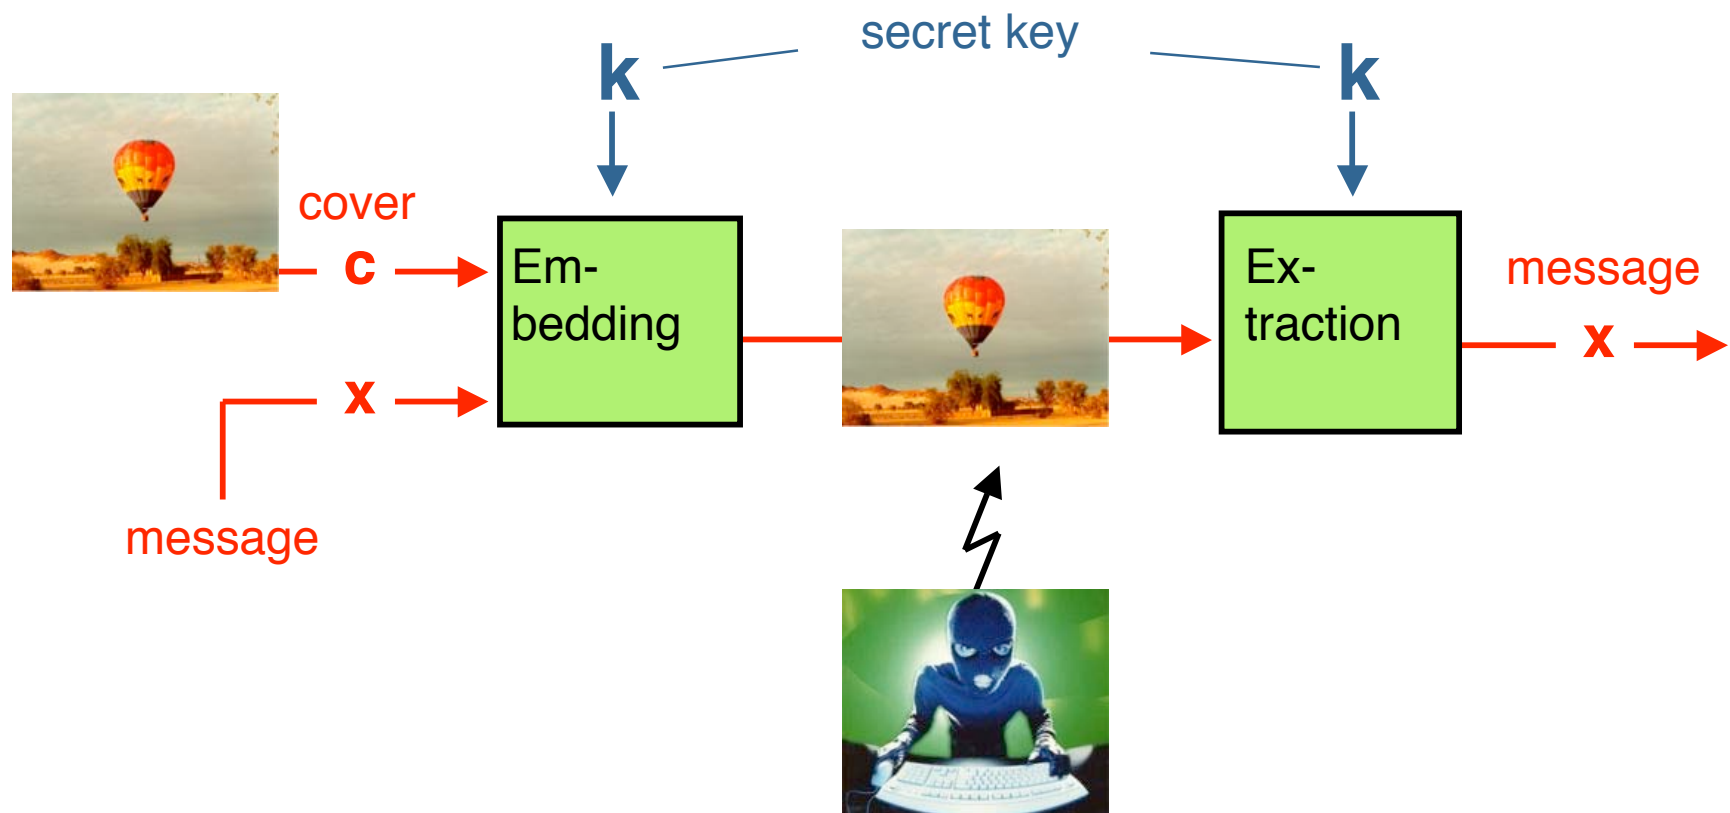 secret key
k
k
cover
c
Em-
bedding
Ex-
traction
message
x
x
message